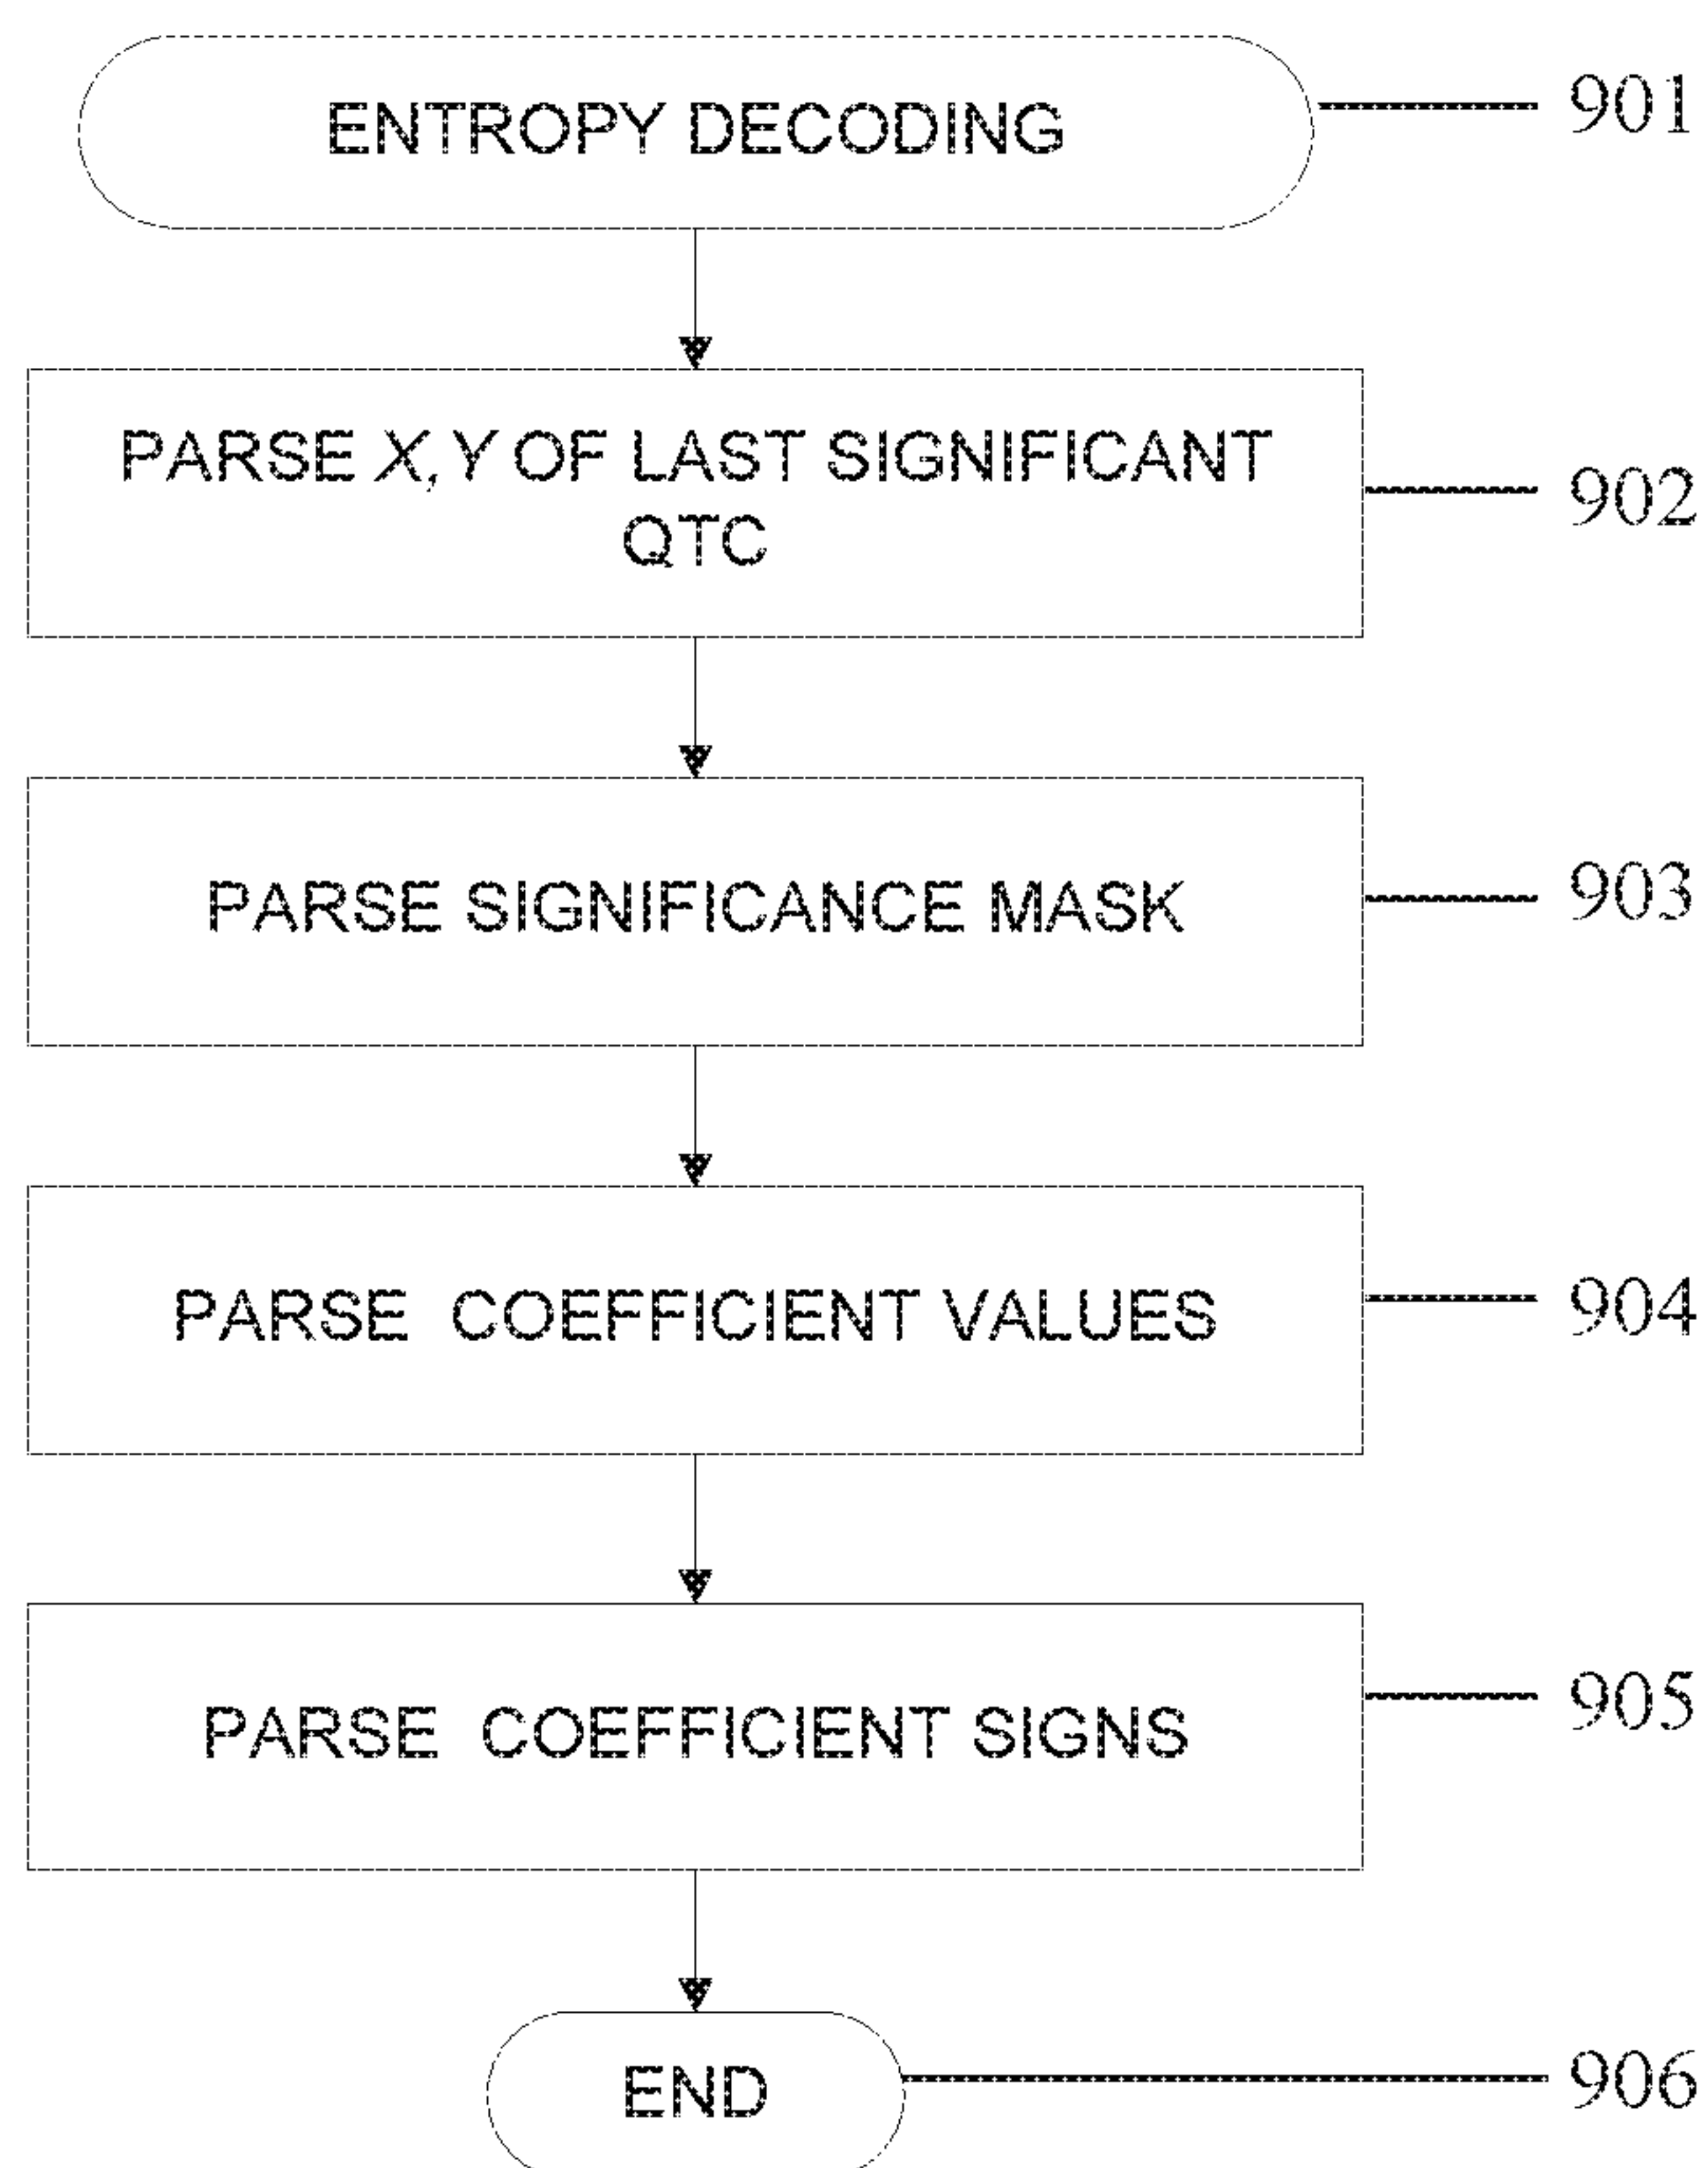 ENTROPY DECODING
901
PARSE X, Y OF LAST SIGNIFICANT
QTC
902
PARSE SIGNIFICANCE MASK
903
PARSE COEFFICIENT VALUES
904
PARSE COEFFICIENT SIGNS
905
END
906